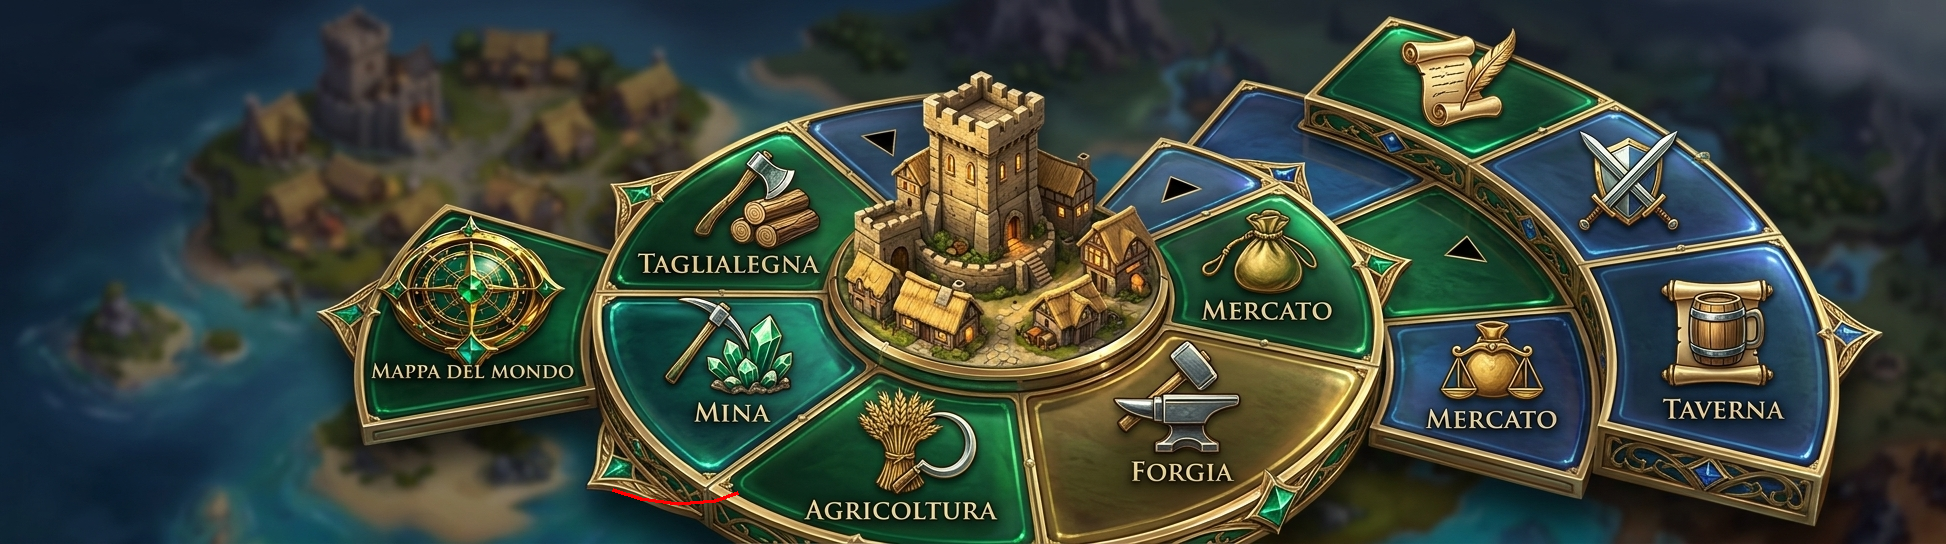 TAGLIALEGNA
MERCATO
MAPPA DEL MONDO
MINA
MERCATO
TAVERNA
FORGIA
AGRICOLTURA